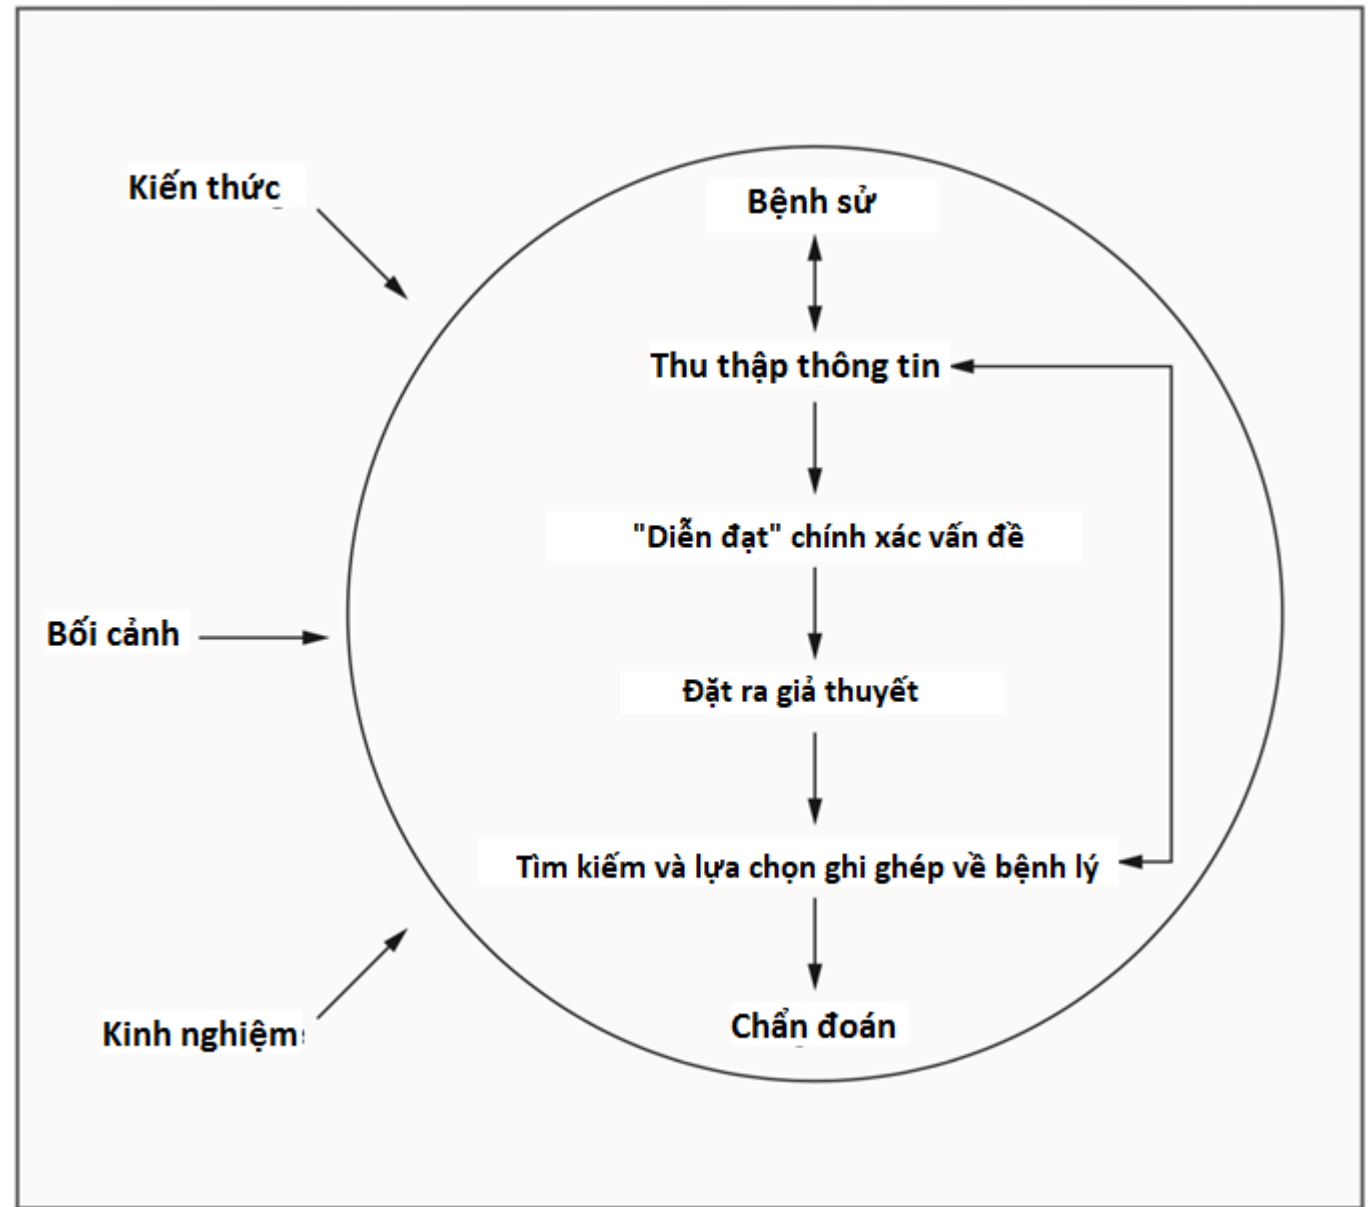 Kiến thức
Bệnh sử
Thu thập thông tin
"Diễn đạt" chính xác vấn đề
Bối cảnh
Đặt ra giả thuyết
Tìm kiếm và lựa chọn ghi ghép về bệnh lý
Kinh nghiệm
Chẩn đoán